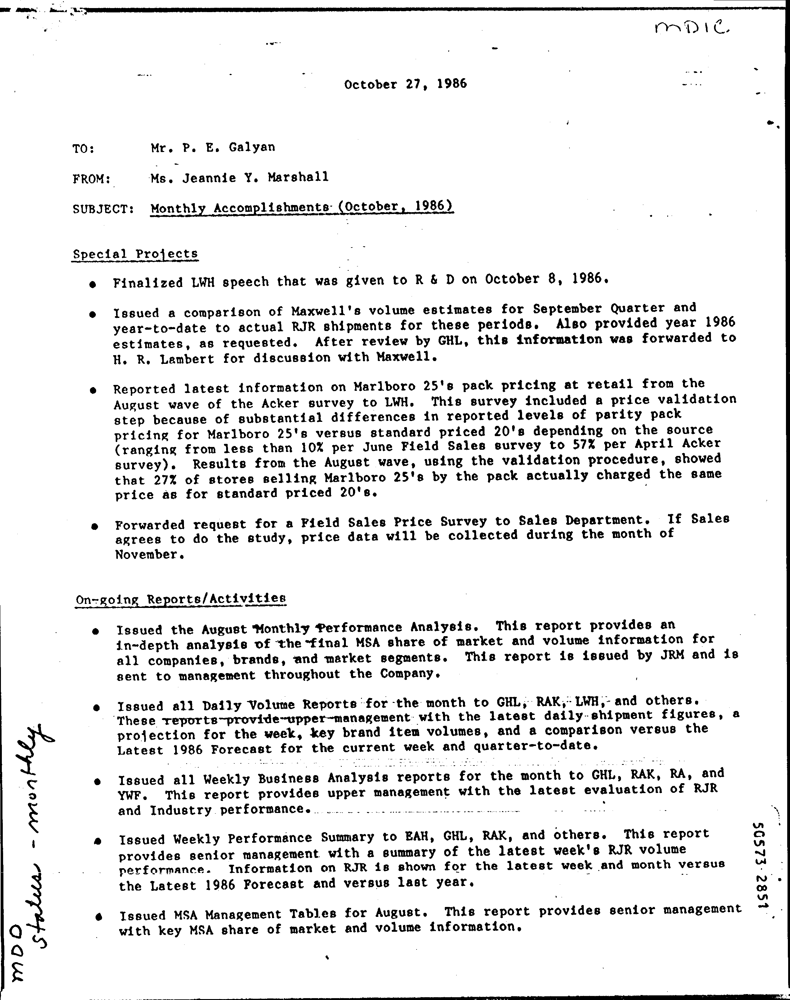 MDIC
October 27, 1986
TO: Mr. P. E. Galyan
FROM: Ms. Jeannie Y. Marshall
SUBJECT: Monthly Accomplishments (October, 1986)
Special Projects
• Finalized LWH speech that was given to R & D on October 8, 1986.
• Issued a comparison of Maxwell's volume estimates for September Quarter and
year-to-date to actual RJR shipments for these periods. Also provided year 1986
estimates, as requested. After review by GHL, this information was forwarded to
H. R. Lambert for discussion with Maxwell.
• Reported latest information on Marlboro 25's pack pricing at retail from the
August wave of the Acker survey to LWH. This survey included a price validation
step because of substantial differences in reported levels of parity pack
pricing for Marlboro 25's versus standard priced 20's depending on the source
(ranging from less than 10% per June Field Sales survey to 57% per April Acker
survey). Results from the August wave, using the validation procedure, showed
that 27% of stores selling Marlboro 25's by the pack actually charged the same
price as for standard priced 20's.
• Forwarded request for a Field Sales Price Survey to Sales Department. If Sales
agrees to do the study, price data will be collected during the month of
November.
On-going Reports/Activities
• Issued the August Monthly Performance Analysis. This report provides an
in-depth analysis of the final MSA share of market and volume information for
all companies, brands, and market segments. This report is issued by JRM and is
sent to management throughout the Company.
• Issued all Daily Volume Reports for the month to GHL, RAK, LWH, and others.
These reports provide upper management with the latest daily shipment figures, a
projection for the week, key brand item volumes, and a comparison versus the
Latest 1986 Forecast for the current week and quarter-to-date.
• Issued all Weekly Business Analysis reports for the month to GHL, RAK, RA, and
YWF. This report provides upper management with the latest evaluation of RJR
and Industry performance.
• Issued Weekly Performance Summary to EAH, GHL, RAK, and others. This report
provides senior management with a summary of the latest week's RJR volume
performance. Information on RJR is shown for the latest week and month versus
the Latest 1986 Forecast and versus last year.
• Issued MSA Management Tables for August. This report provides senior management
with key MSA share of market and volume information.
MDO
Status - monthly
50573 2851